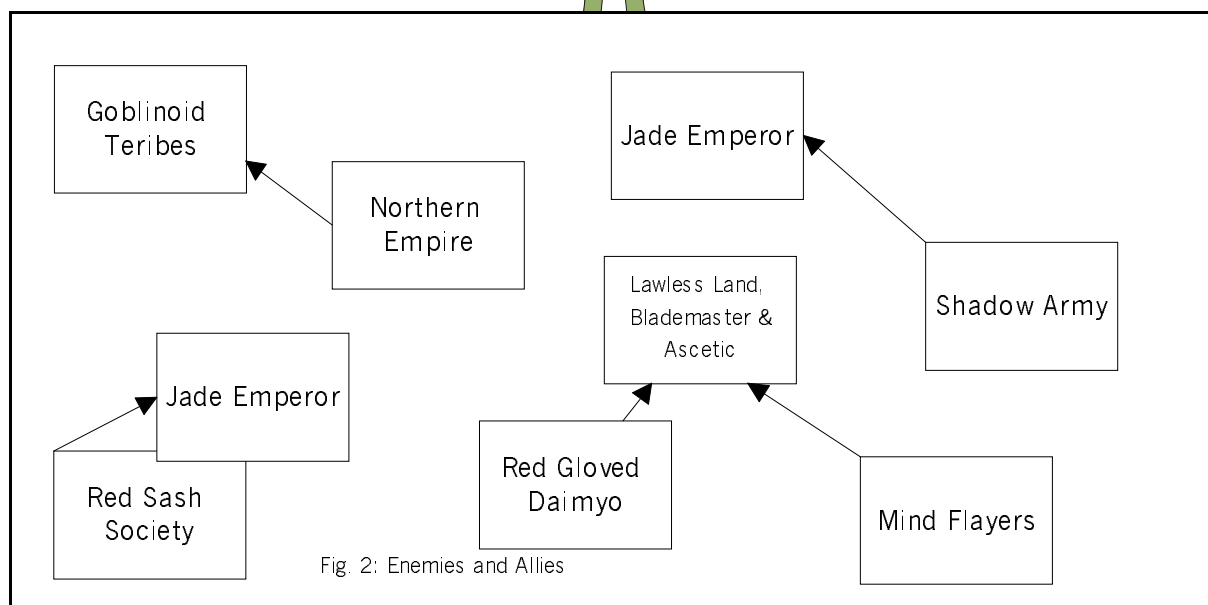 Goblinoid
Teribes
Northern
Empire
Jade Emperor
Shadow Army
Lawless Land,
Blademaster &
Ascetic
Jade Emperor
Red Sash
Society
Red Gloved
Daimyo
Mind Flayers
Fig. 2: Enemies and Allies